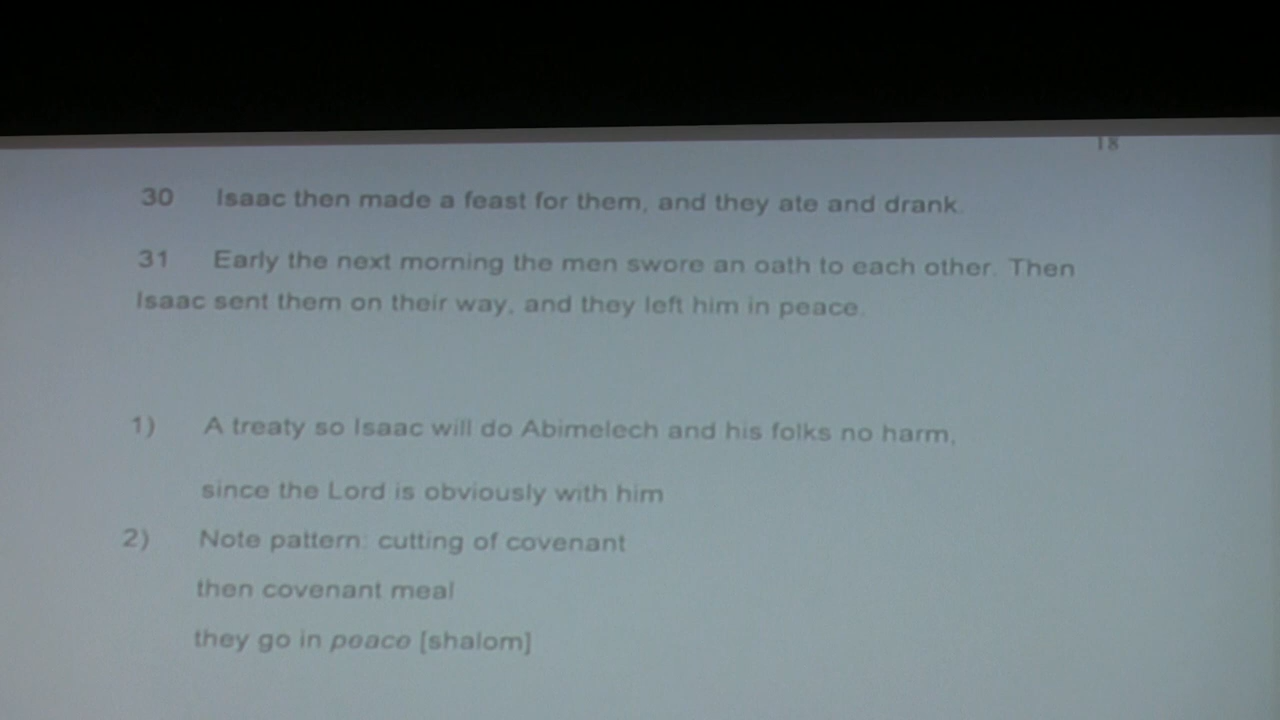 18
30 Isaac then made a feast for them, and they ate and drank.
31 Early the next morning the men swore an oath to each other. Then
Isaac sent them on their way, and they left him in peace.
1) A treaty so Isaac will do Abimelech and his folks no harm,
since the Lord is obviously with him
2) Note pattern: cutting of covenant
then covenant meal
they go in peace [shalom]